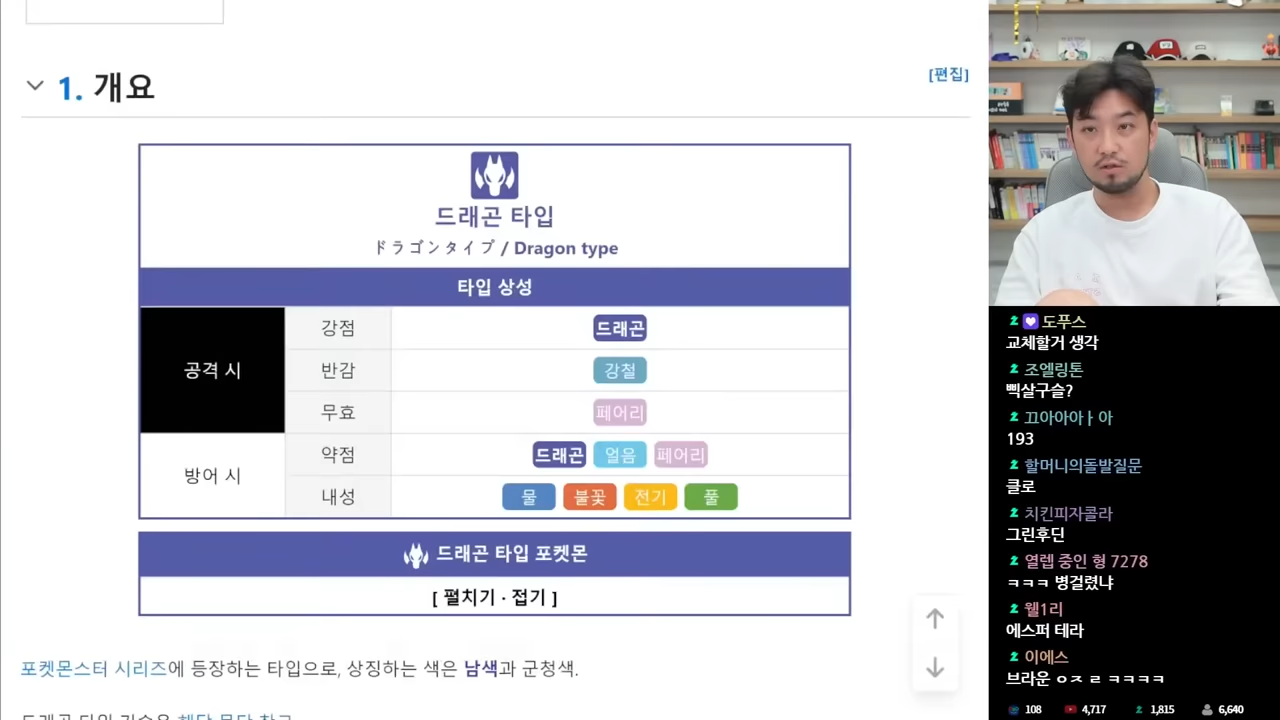 1. 개요
[편집]
드래곤 타입
ドラゴンタイプ / Dragon type
타입 상성
공격 시
강점
드래곤
반감
강철
무효
페어리
방어 시
약점
드래곤 얼음 페어리
내성
물 불꽃 전기 풀
드래곤 타입 포켓몬
[ 펼치기 · 접기 ]
포켓몬스터 시리즈에 등장하는 타입으로, 상징하는 색은 남색과 군청색.
도푸스
교체할거 생각
조엘링톤
삑살구슬?
끄아아아ㅏ아
193
할머니의돌발질문
클로
치킨피자콜라
그린후딘
열렙 중인 형 7278
ㅋㅋㅋ 병걸렸냐
웰1리
에스퍼 테라
이에스
브라운 ㅇㅈ ㄹ ㅋㅋㅋㅋ
108 4,717 1,815 6,640